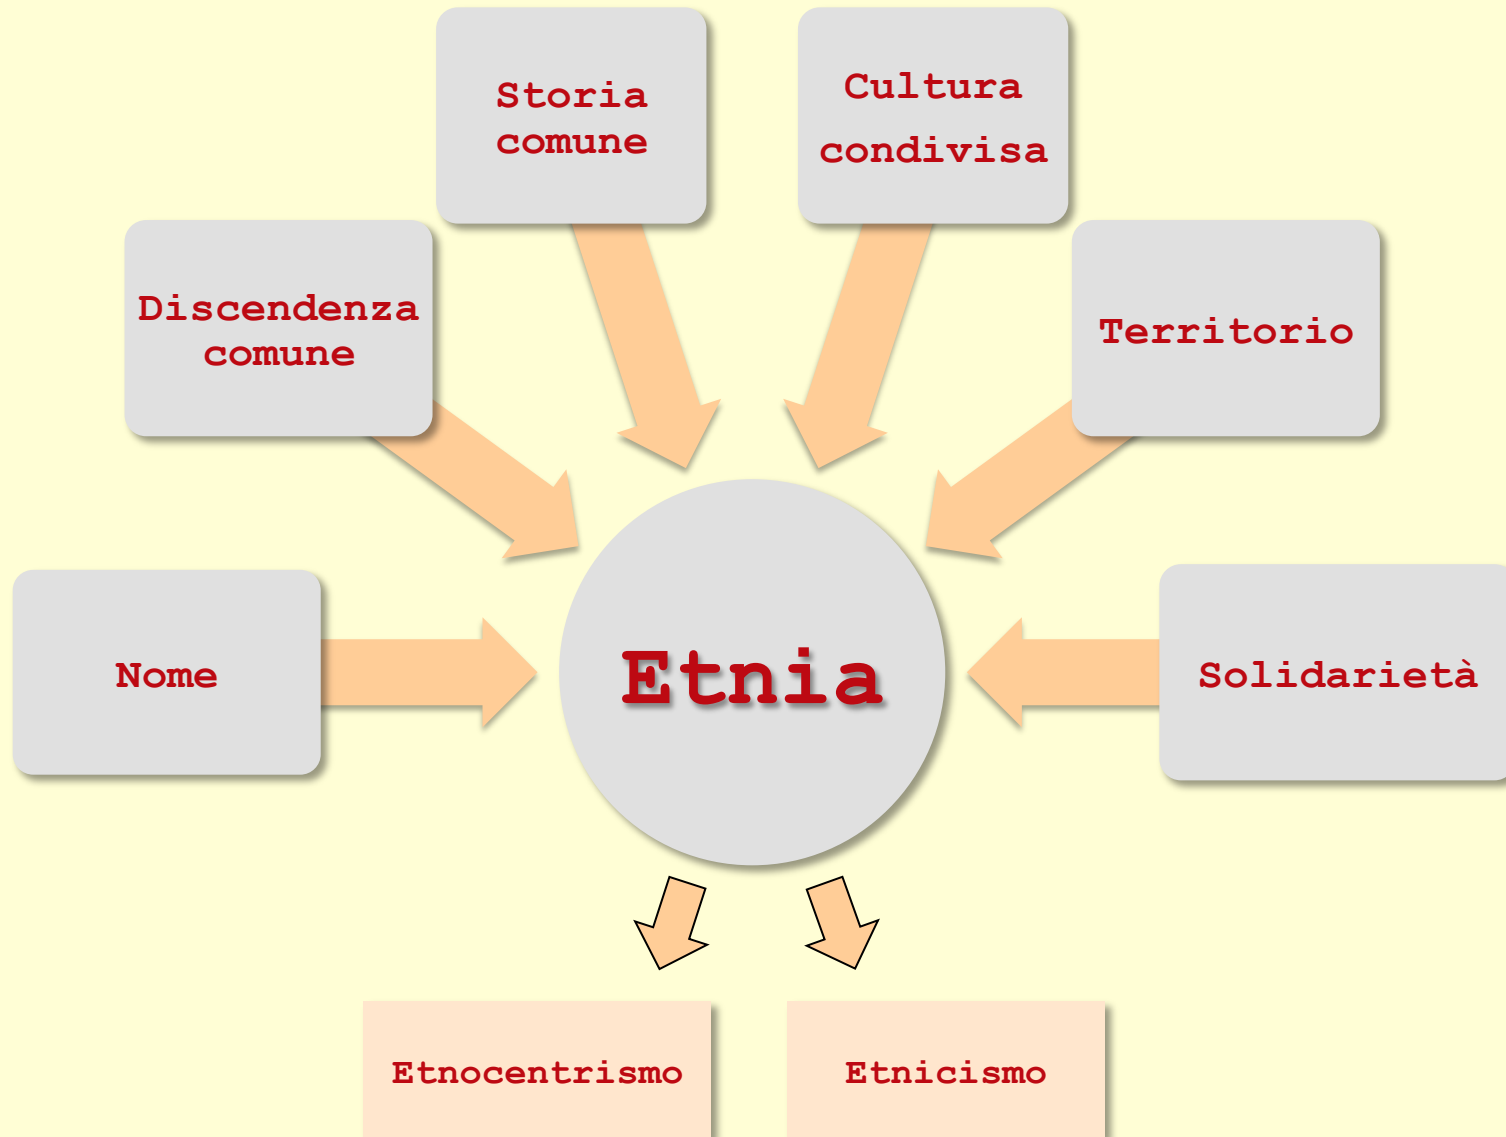 Storia
comune
Cultura
condivisa
Discendenza
comune
Territorio
Nome
Etnia
Solidarietà
Etnocentrismo
Etnicismo